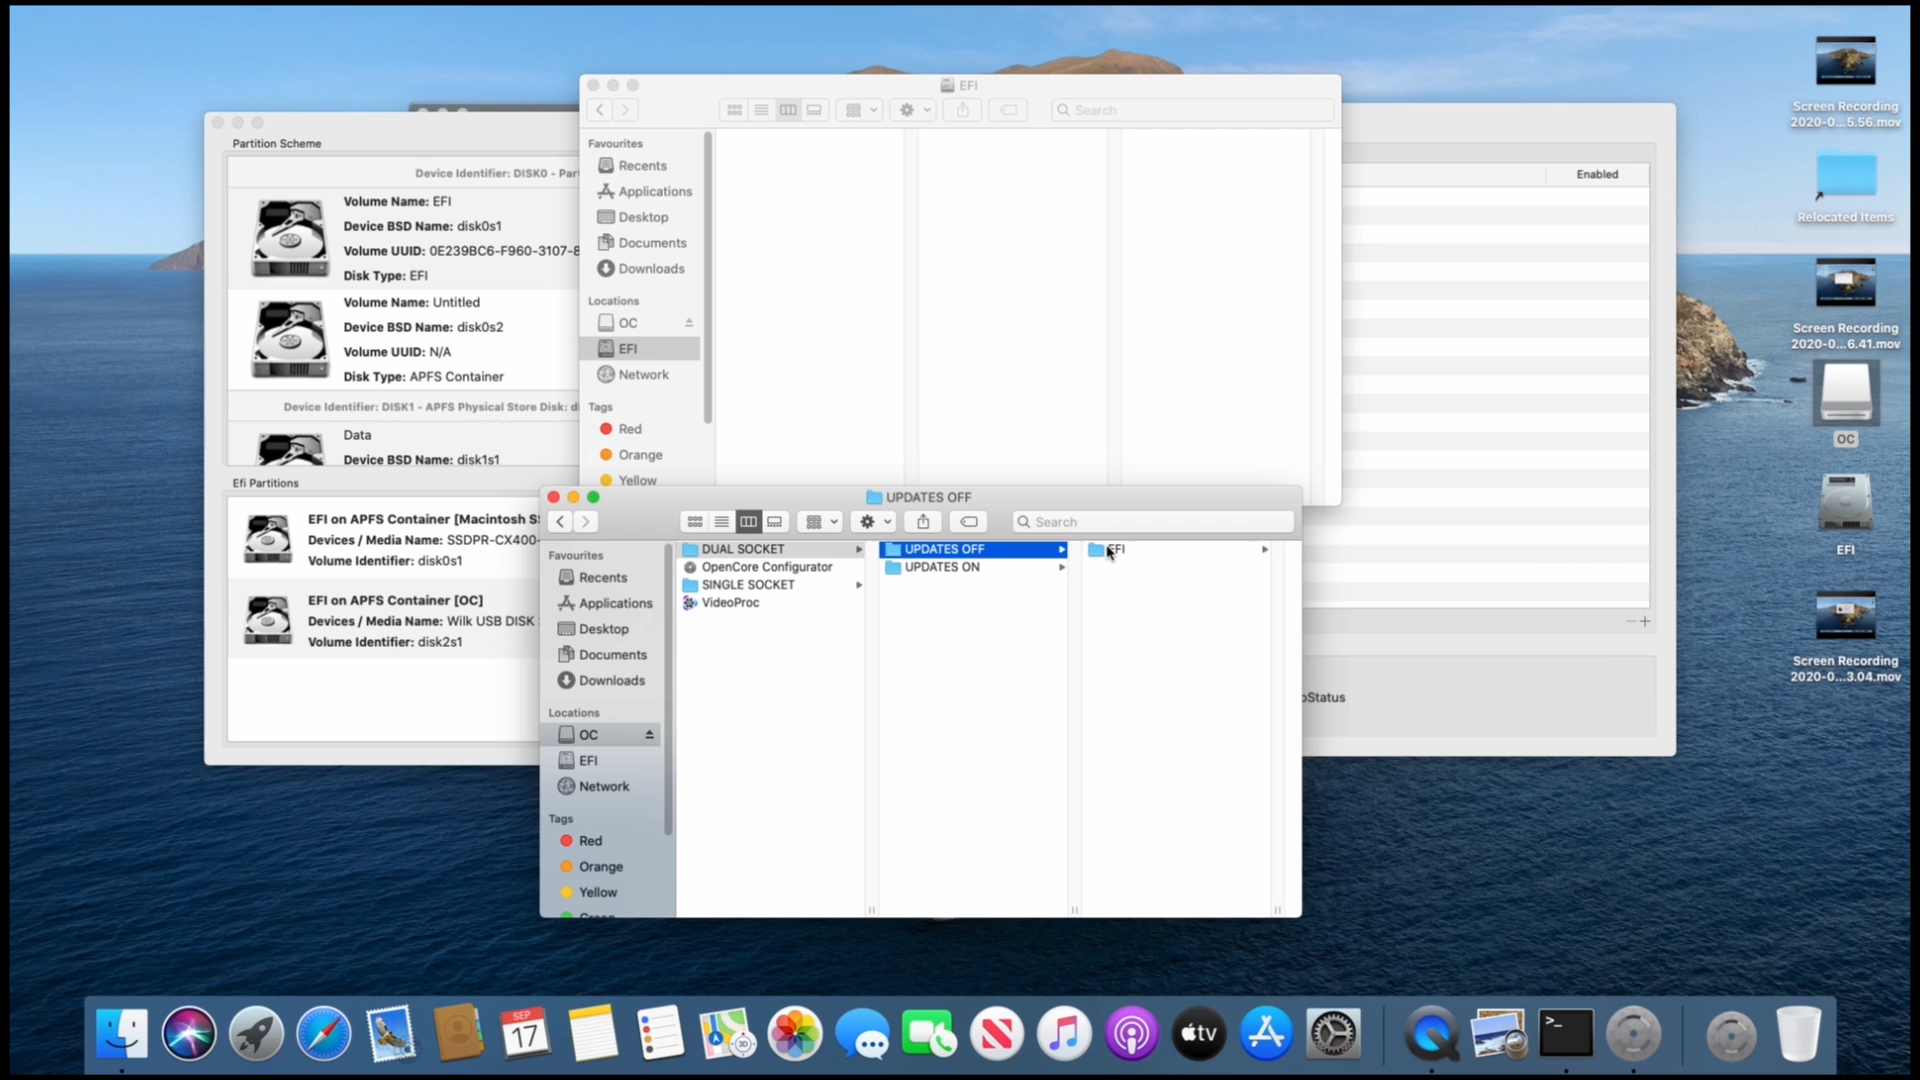 EFI
Search
Favourites
Recents
Applications
Desktop
Documents
Downloads
Locations
OC
EFI
Network
Tags
Red
Orange
Yellow
Partition Scheme
Device Identifier: DISK0 - Par
Volume Name: EFI
Device BSD Name: disk0s1
Volume UUID: 0E239BC6-F960-3107-8
Disk Type: EFI
Volume Name: Untitled
Device BSD Name: disk0s2
Volume UUID: N/A
Disk Type: APFS Container
Device Identifier: DISK1 - APFS Physical Store Disk: di
Data
Device BSD Name: disk1s1
Efi Partitions
EFI on APFS Container [Macintosh S
Devices / Media Name: SSDPR-CX400-
Volume Identifier: disk0s1
EFI on APFS Container [OC]
Devices / Media Name: Wilk USB DISK
Volume Identifier: disk2s1
Enabled
Status
UPDATES OFF
Search
Favourites
Recents
Applications
Desktop
Documents
Downloads
Locations
OC
EFI
Network
Tags
Red
Orange
Yellow
Green
DUAL SOCKET
OpenCore Configurator
SINGLE SOCKET
VideoProc
UPDATES OFF
UPDATES ON
EFI
Screen Recording
2020-0...5.56.mov
Relocated Items
Screen Recording
2020-0...6.41.mov
OC
EFI
Screen Recording
2020-0...3.04.mov
SEP
17
3D
tv
>_